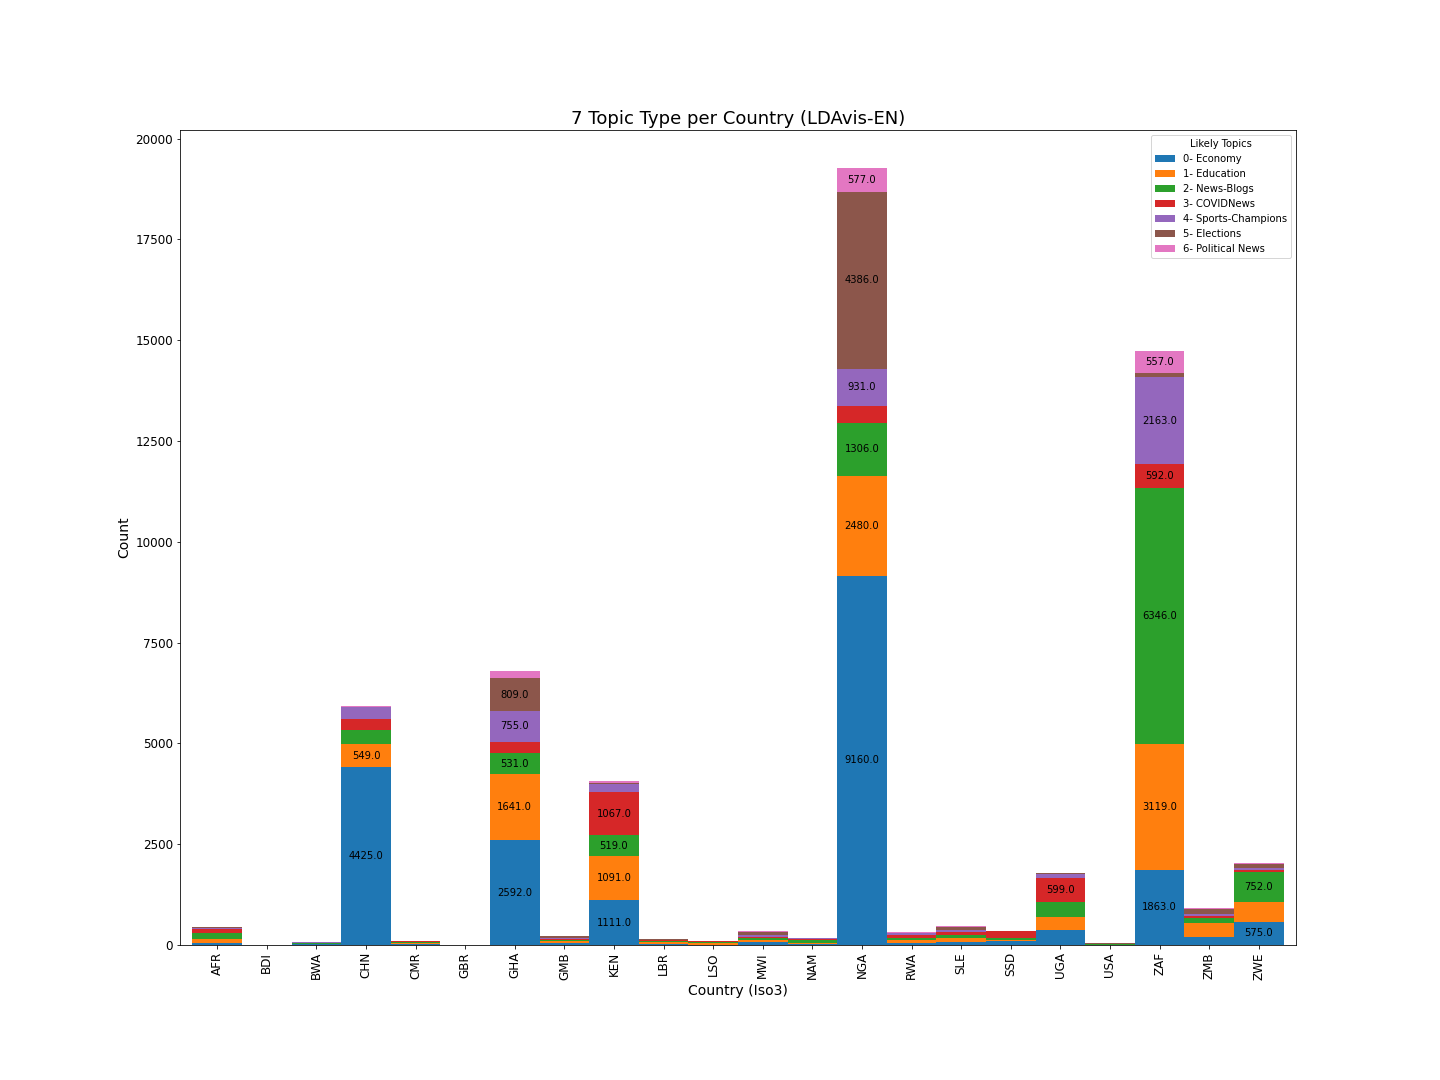 7 Topic Type per Country (LDAvis-EN)
Likely Topics
0- Economy
1- Education
2- News-Blogs
3- COVIDNews
4- Sports-Champions
5- Elections
6- Political News
Count
20000
17500
15000
12500
10000
7500
5000
2500
0
549.0
4425.0
809.0
755.0
531.0
1641.0
2592.0
1067.0
519.0
1091.0
1111.0
577.0
4386.0
931.0
1306.0
2480.0
9160.0
599.0
557.0
2163.0
592.0
6346.0
3119.0
1863.0
752.0
575.0
AFR
BDI
BWA
CHN
CMR
GBR
GHA
GMB
KEN
LBR
LSO
MWI
NAM
NGA
RWA
SLE
SSD
UGA
USA
ZAF
ZMB
ZWE
Country (Iso3)